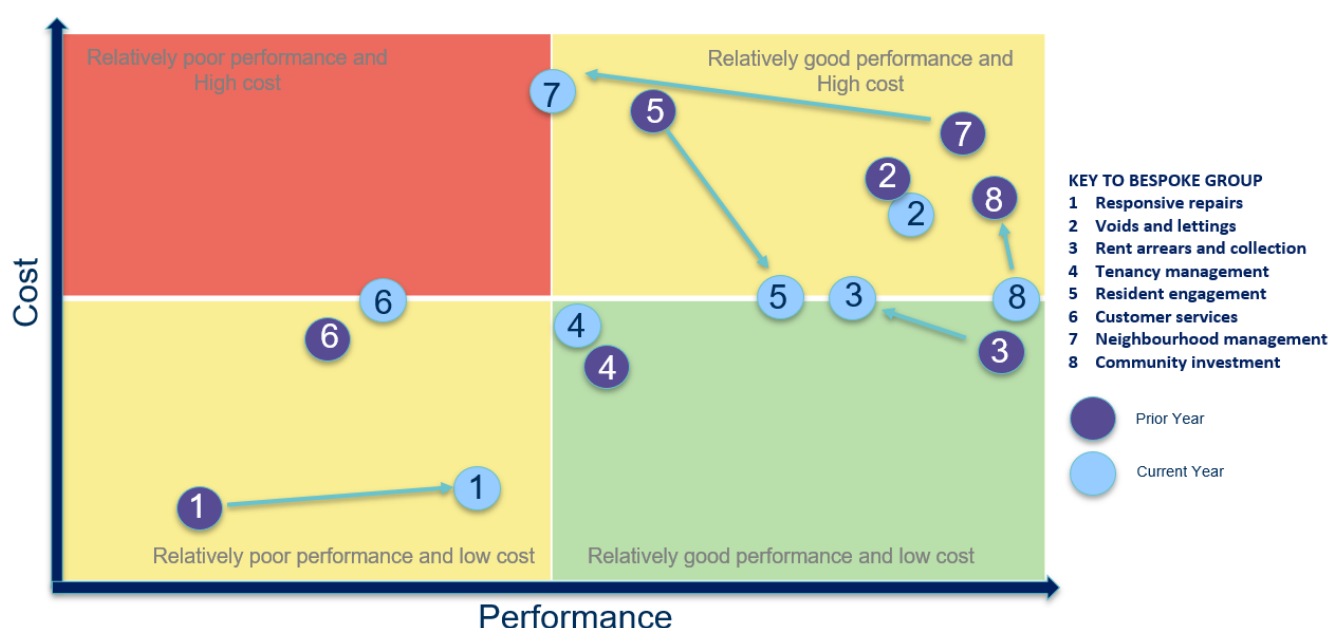 Relatively poor performance and
High cost
Relatively good performance and
High cost
7
5
7
2
8
2
6
5
3
8
6
4
4
3
1
1
Relatively poor performance and low cost
Relatively good performance and low cost
Cost
Performance
KEY TO BESPOKE GROUP
1 Responsive repairs
2 Voids and lettings
3 Rent arrears and collection
4 Tenancy management
5 Resident engagement
6 Customer services
7 Neighbourhood management
8 Community investment
Prior Year
Current Year